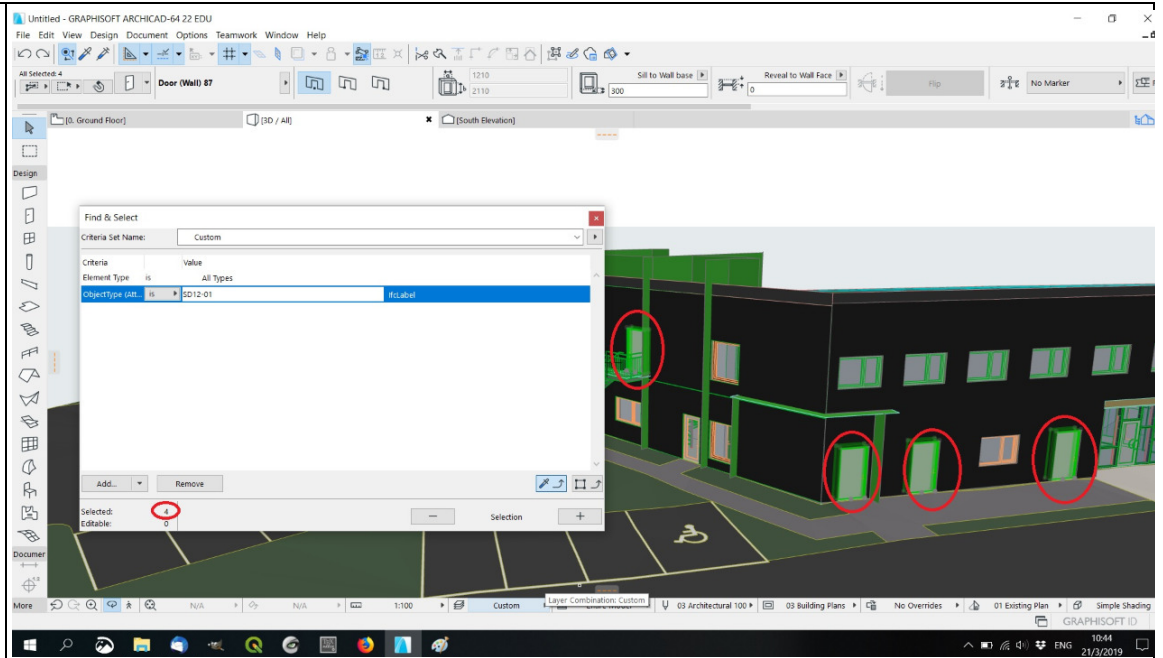 Untitled - GRAPHISOFT ARCHICAD-64 22 EDU
File Edit View Design Document Options Teamwork Window Help
All Selected: 4
Door (Wall) 87
1210
2110
Sill to Wall base
300
Reveal to Wall Face
0
Flip
No Marker
[0. Ground Floor]
[3D / All]
[South Elevation]
Design
Find & Select
Criteria Set Name: Custom
Criteria Value
Element Type is All Types
ObjectType (Att... is SD12-01 IfcLabel
Add... Remove
Selected: 4
Editable: 0
Selection
Documen
More
N/A
N/A
1:100
Custom
Layer Combination: Custom
03 Architectural 100
03 Building Plans
No Overrides
01 Existing Plan
Simple Shading
GRAPHISOFT ID
ENG
10:44
21/3/2019